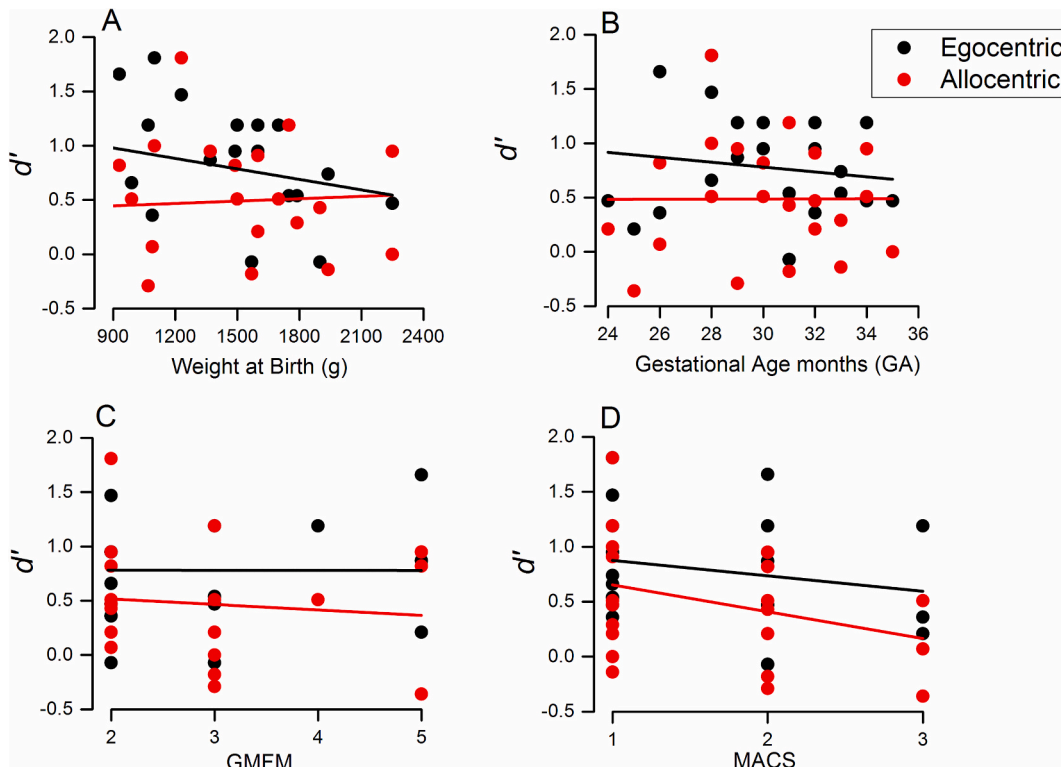 A
2.0
1.5
1.0
0.5
0.0
-0.5
d'
900 1200 1500 1800 2100 2400
Weight at Birth (g)
B
2.0
1.5
1.0
0.5
0.0
-0.5
d'
24 26 28 30 32 34 36
Gestational Age months (GA)
Egocentric
Allocentric
C
2.0
1.5
1.0
0.5
0.0
-0.5
d'
2 3 4 5
GMFM
D
2.0
1.5
1.0
0.5
0.0
-0.5
d'
1 2 3
MACS